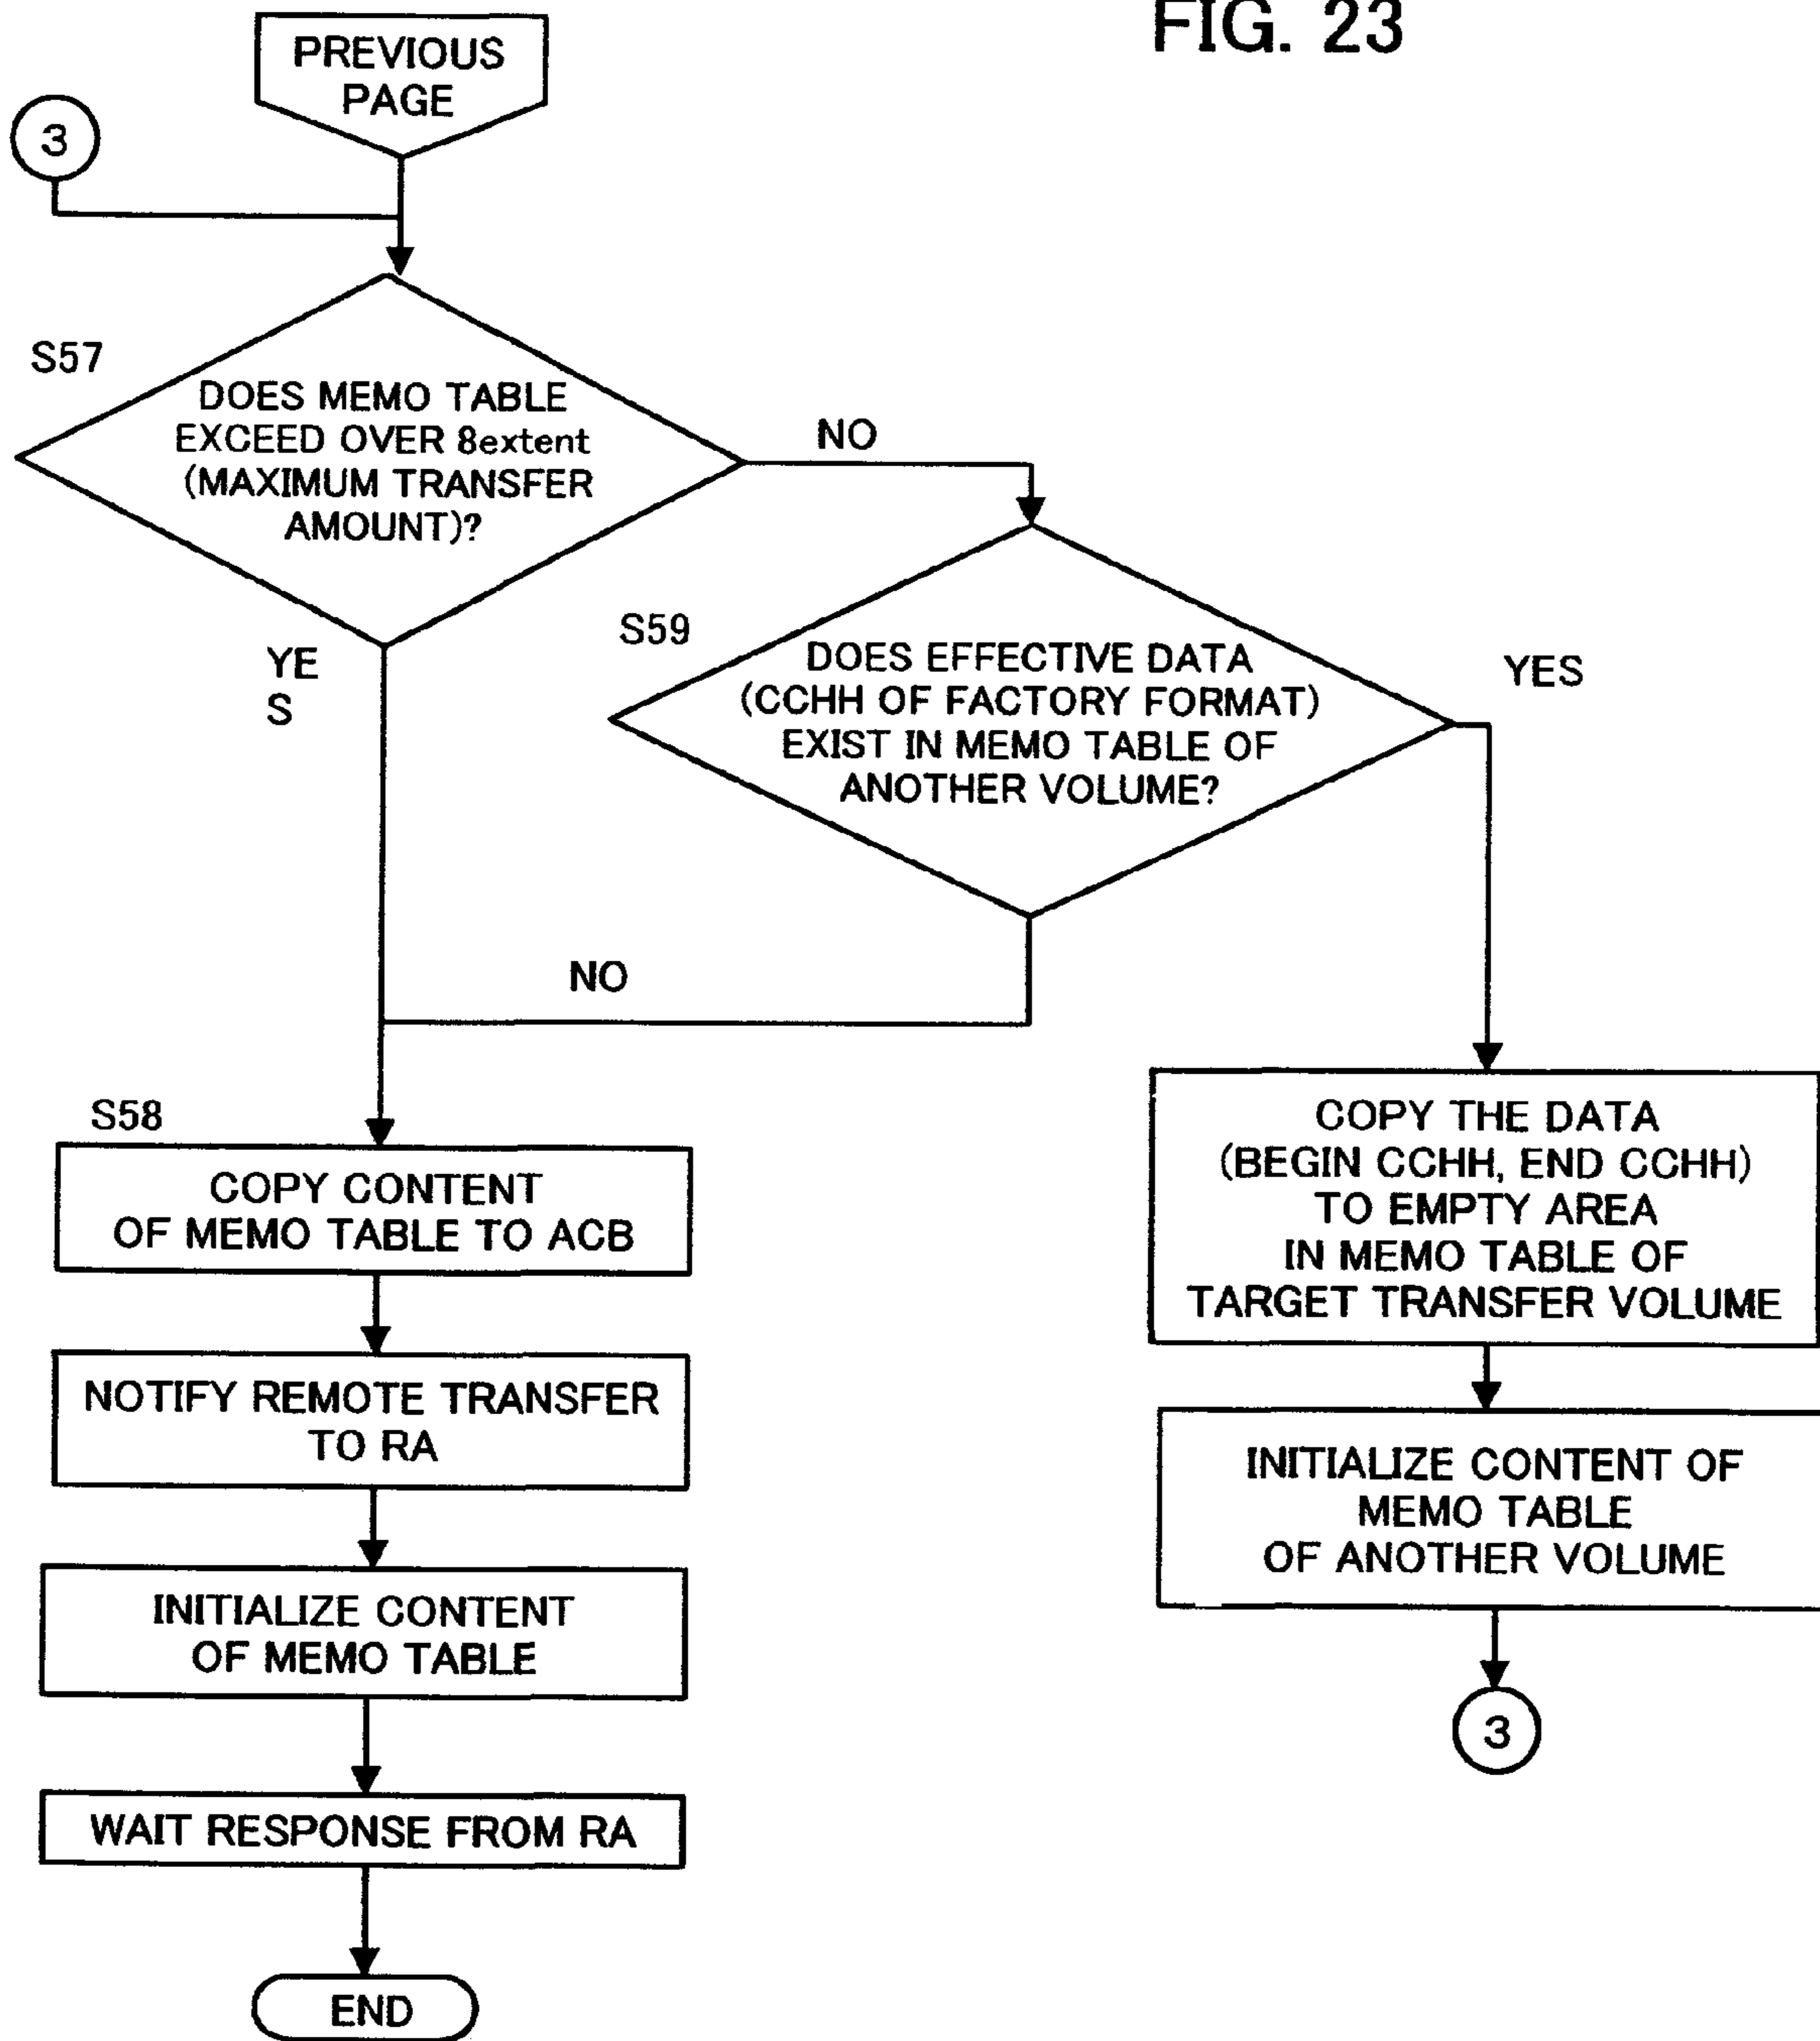 FIG. 23
PREVIOUS
PAGE
3
S57
DOES MEMO TABLE
EXCEED OVER 8extent
(MAXIMUM TRANSFER
AMOUNT)?
NO
YE
S
S59
DOES EFFECTIVE DATA
(CCHH OF FACTORY FORMAT)
EXIST IN MEMO TABLE OF
ANOTHER VOLUME?
YES
NO
S58
COPY CONTENT
OF MEMO TABLE TO ACB
NOTIFY REMOTE TRANSFER
TO RA
INITIALIZE CONTENT
OF MEMO TABLE
WAIT RESPONSE FROM RA
END
COPY THE DATA
(BEGIN CCHH, END CCHH)
TO EMPTY AREA
IN MEMO TABLE OF
TARGET TRANSFER VOLUME
INITIALIZE CONTENT OF
MEMO TABLE
OF ANOTHER VOLUME
3